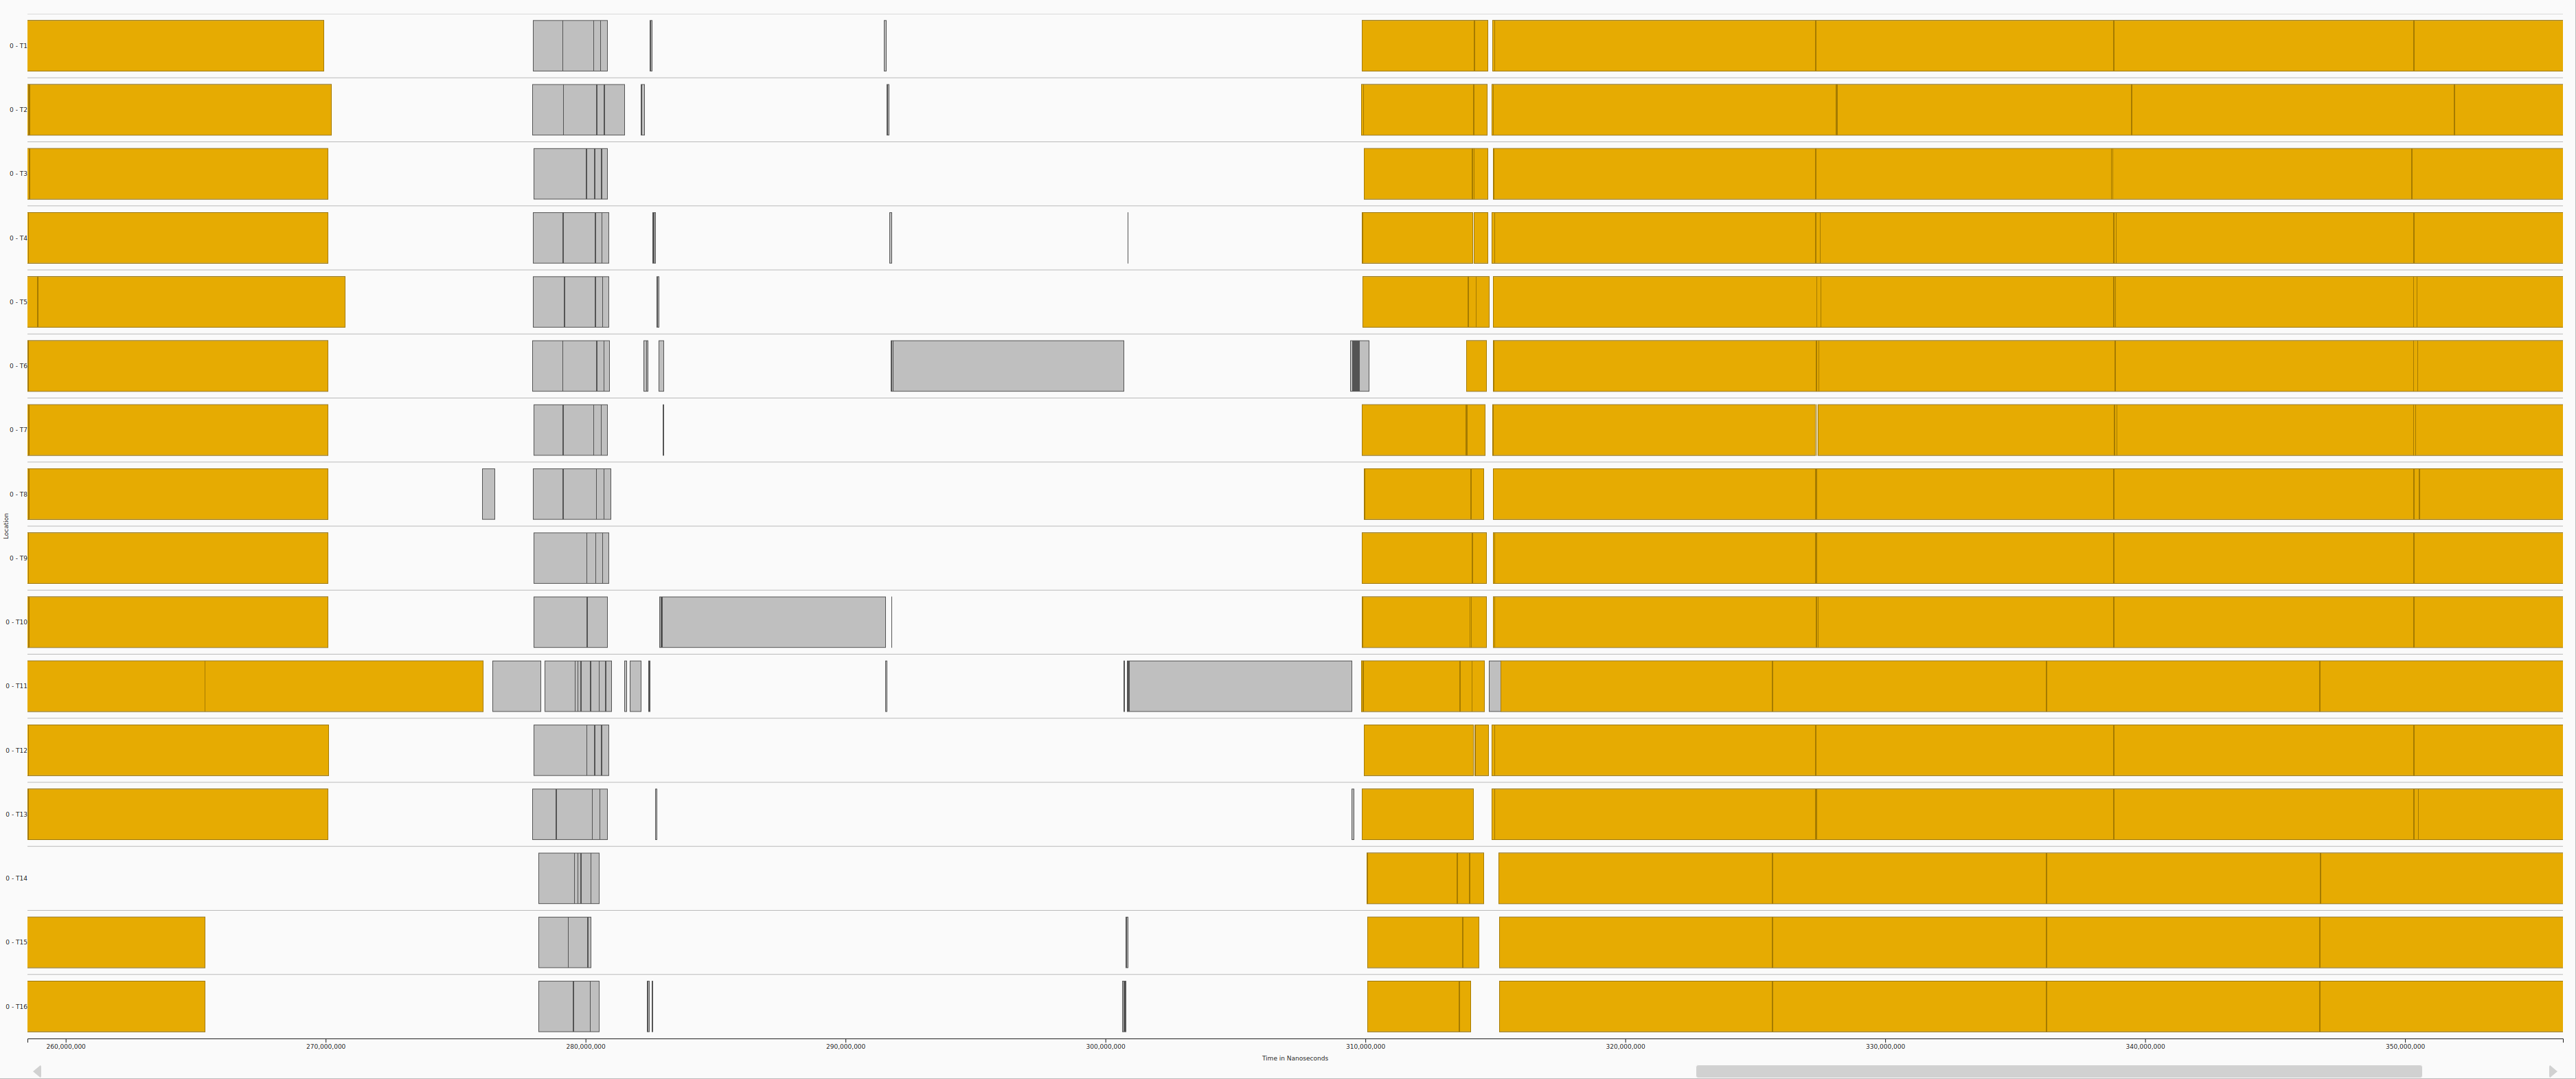 0 - T1
0 - T2
0 - T3
0 - T4
0 - T5
0 - T6
0 - T7
0 - T8
Location
0 - T9
0 - T10
0 - T11
0 - T12
0 - T13
0 - T14
0 - T15
0 - T16
260,000,000 270,000,000 280,000,000 290,000,000 300,000,000 310,000,000 320,000,000 330,000,000 340,000,000 350,000,000
Time in Nanoseconds